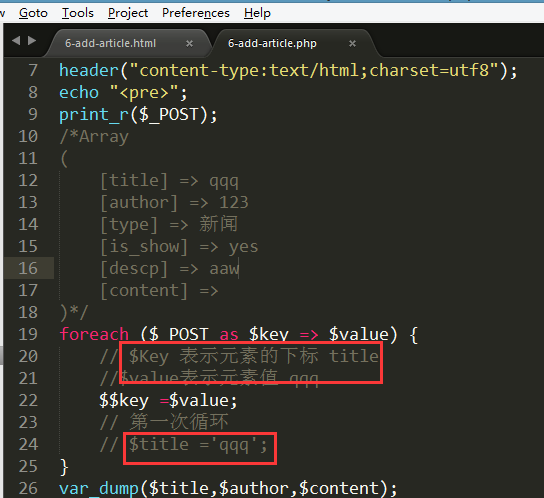 w Goto Tools Project Preferences Help
6-add-article.html × 6-add-article.php ×
7 header("content-type:text/html;charset=utf8");
8 echo "<pre>";
9 print_r($_POST);
10 /*Array
11 (
12 [title] => qqq
13 [author] => 123
14 [type] => 新闻
15 [is_show] => yes
16 [descp] => aaw
17 [content] =>
18 )*/
19 foreach ($_POST as $key => $value) {
20 // $Key 表示元素的下标 title
21 //$value表示元素值 qqq
22 $$key =$value;
23 // 第一次循环
24 // $title ='qqq';
25 }
26 var_dump($title,$author,$content);